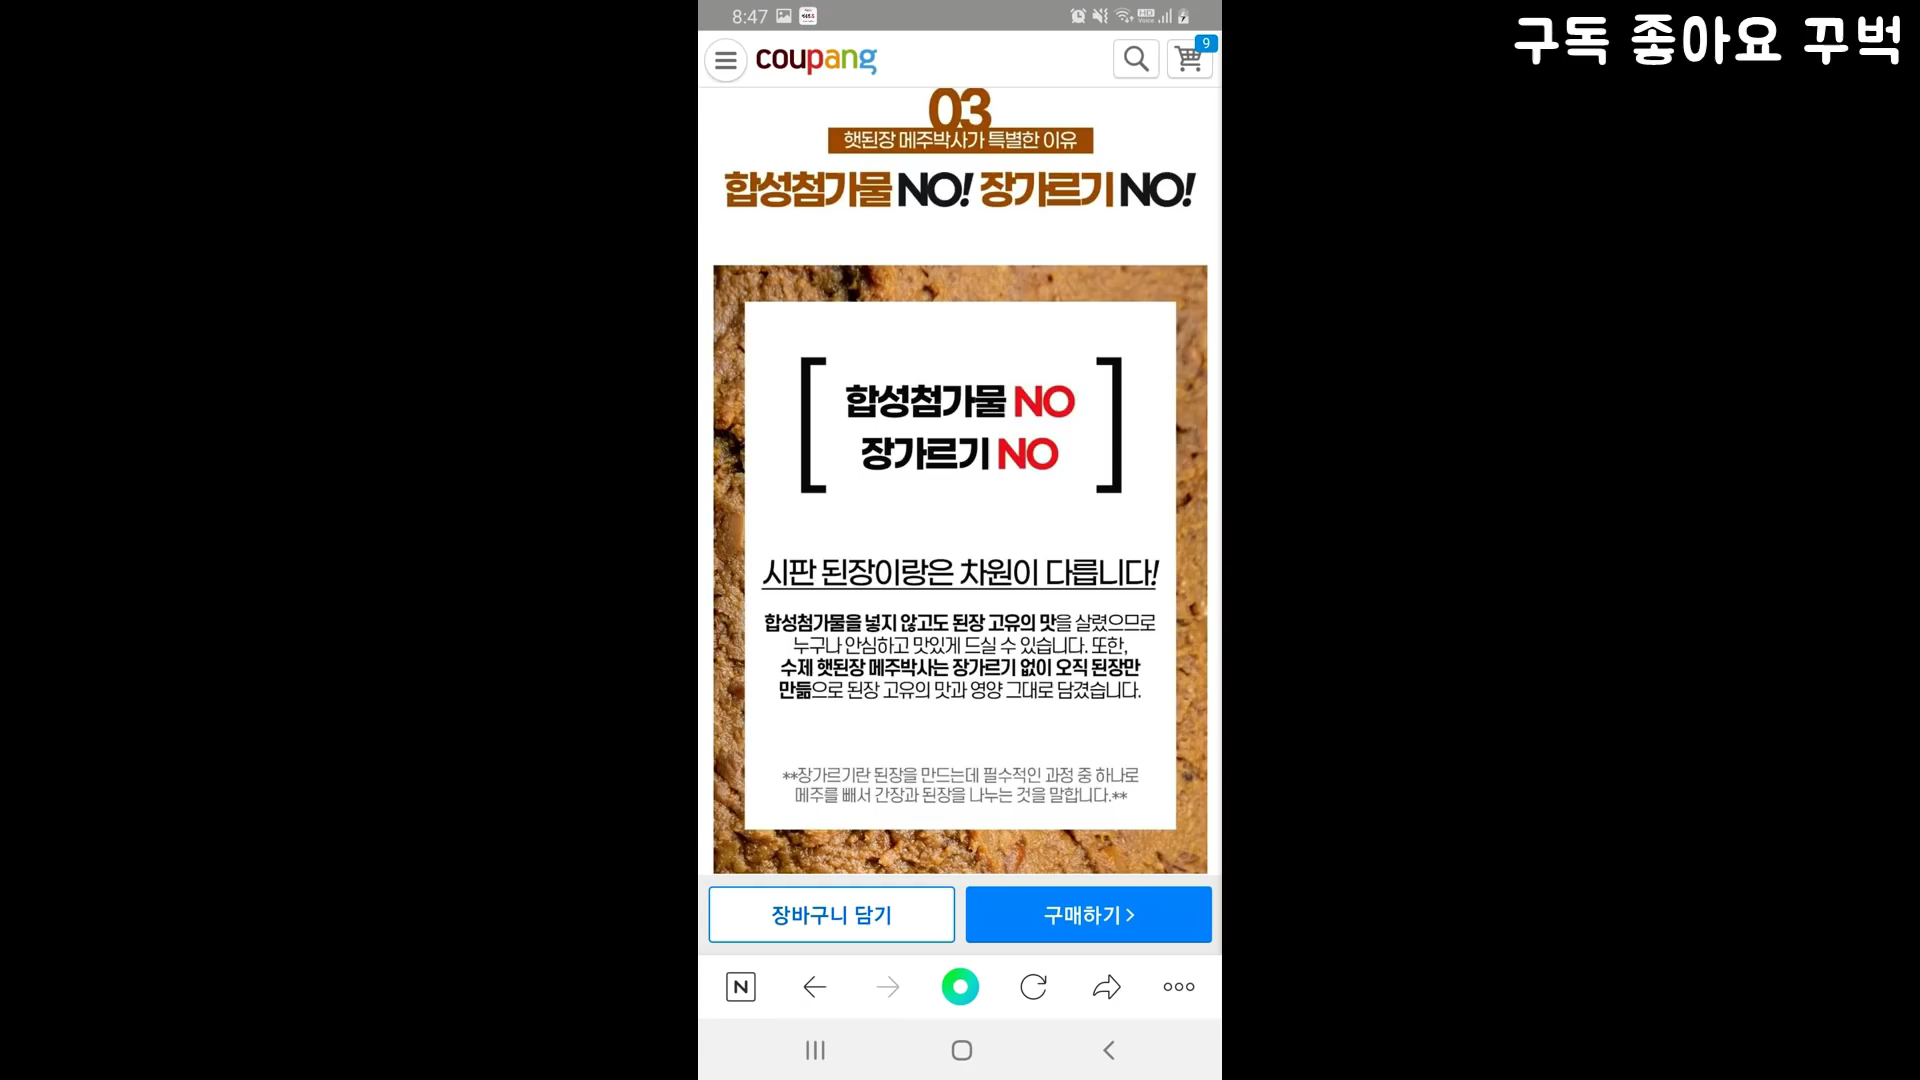 8:47
구독 좋아요 꾸벅
coupang
9
03
햇된장 메주박사가 특별한 이유
합성첨가물 NO! 장가르기 NO!
합성첨가물 NO
장가르기 NO
시판 된장이랑은 차원이 다릅니다!
합성첨가물을 넣지 않고도 된장 고유의 맛을 살렸으므로
누구나 안심하고 맛있게 드실 수 있습니다. 또한,
수제 햇된장 메주박사는 장가르기 없이 오직 된장만
만듦으로 된장 고유의 맛과 영양 그대로 담겼습니다.
**장가르기란 된장을 만드는데 필수적인 과정 중 하나로
메주를 빼서 간장과 된장을 나누는 것을 말합니다.**
장바구니 담기
구매하기 >
N